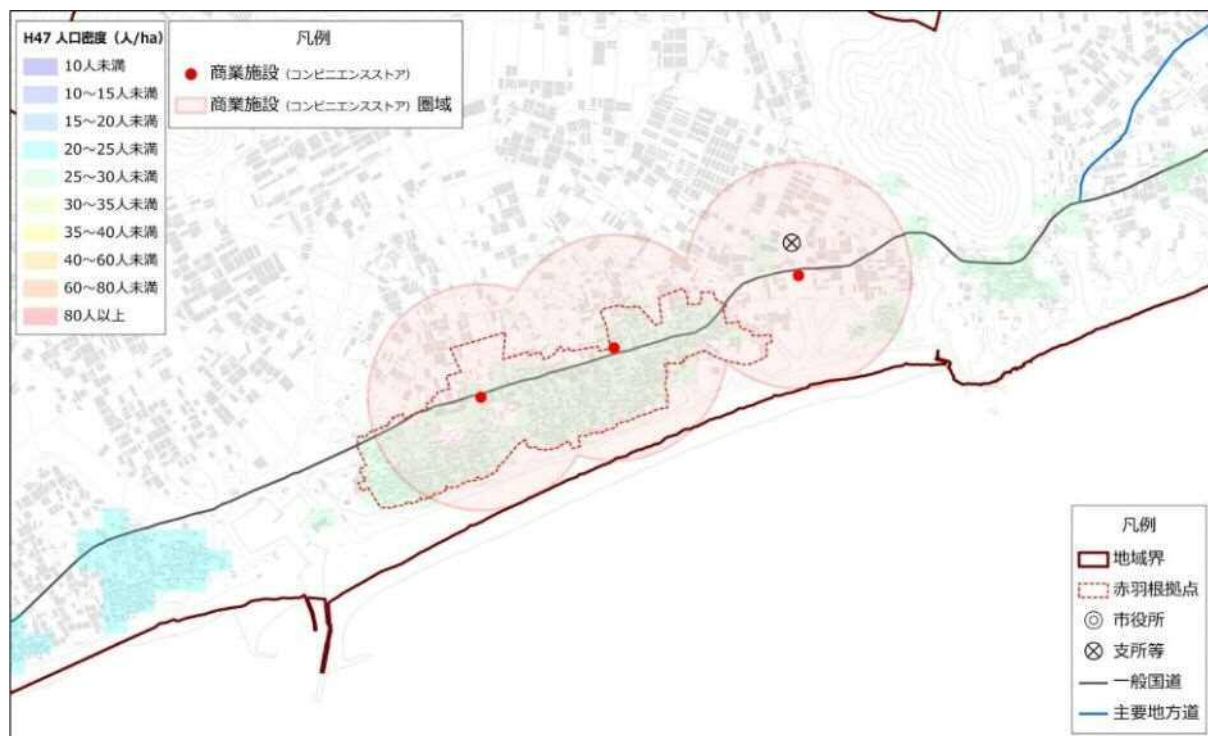 H47 人口密度（人/ha）
10人未満
10～15人未満
15～20人未満
20～25人未満
25～30人未満
30～35人未満
35～40人未満
40～60人未満
60～80人未満
80人以上
凡例
商業施設（コンビニエンスストア）
商業施設（コンビニエンスストア）圏域
凡例
地域界
赤羽根拠点
市役所
支所等
一般国道
主要地方道